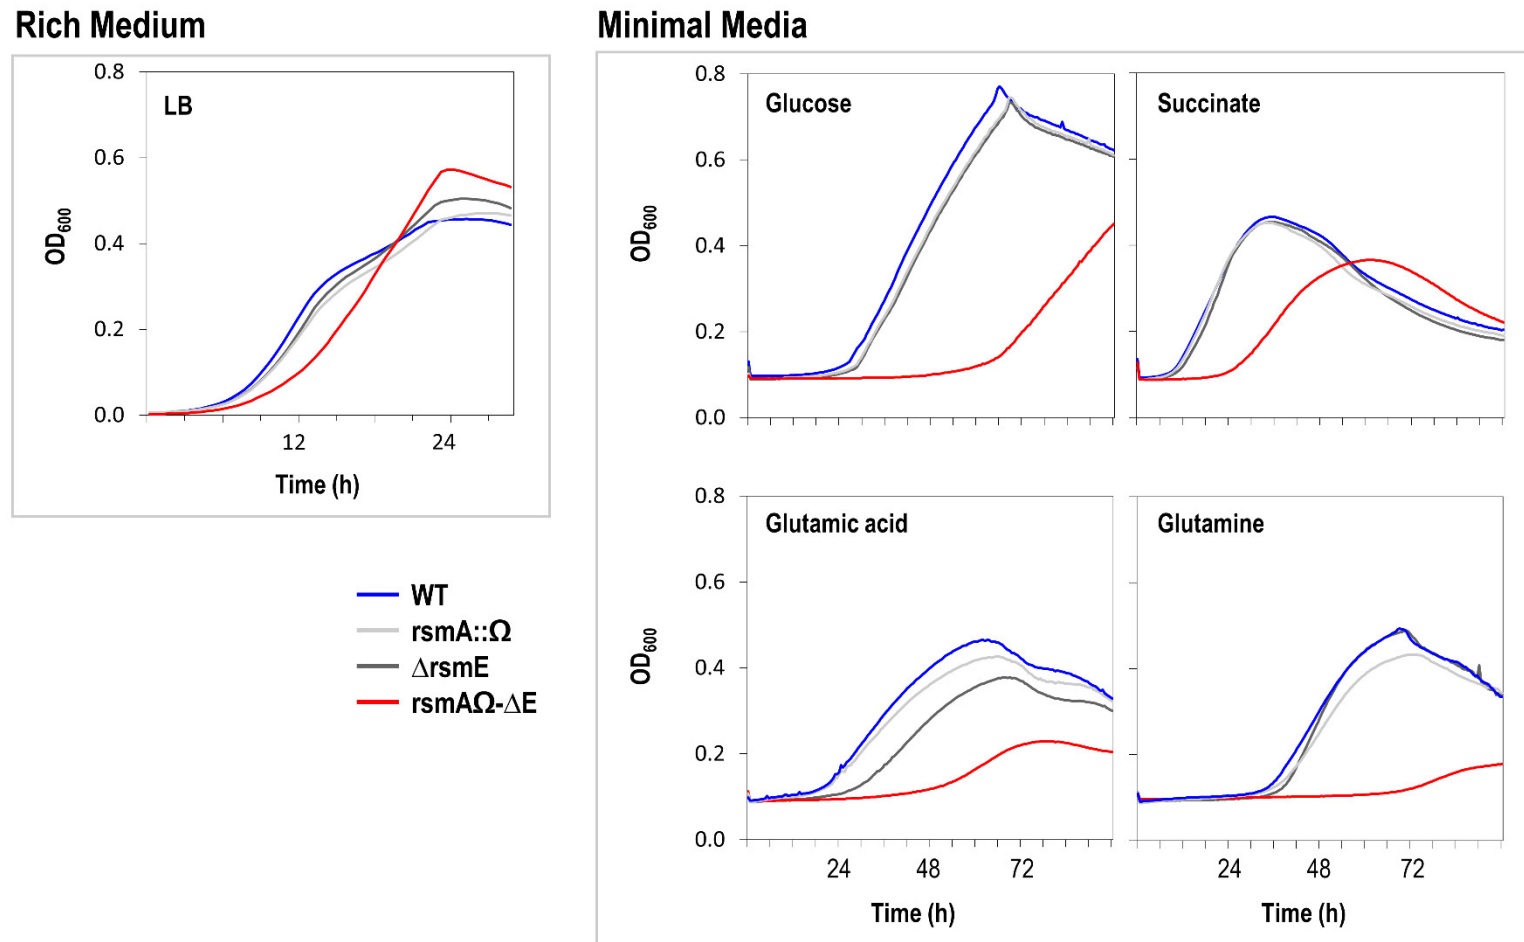 Rich Medium
LB
0.8
0.6
0.4
0.2
0.0
OD600
12 24
Time (h)
WT
rsmA::Ω
ΔrsmE
rsmAΩ-ΔE
Minimal Media
Glucose
0.8
0.6
0.4
0.2
0.0
OD600
Succinate
Glutamic acid
0.8
0.6
0.4
0.2
0.0
OD600
24 48 72
Time (h)
Glutamine
24 48 72
Time (h)